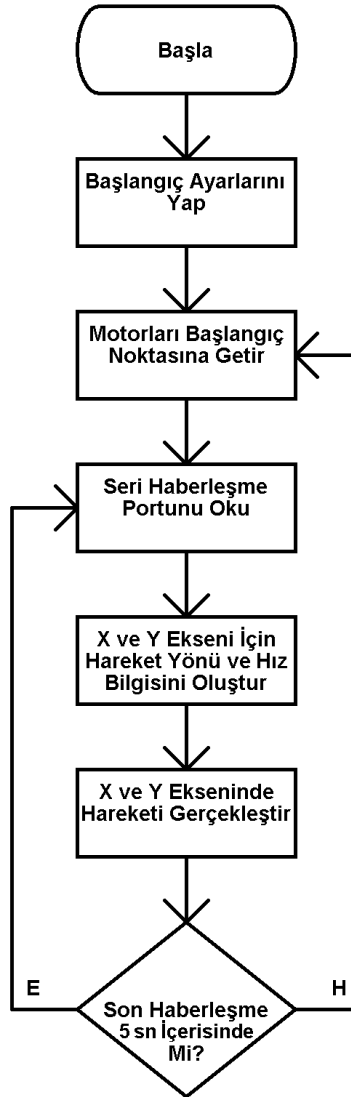 Başla
Başlangıç Ayarlarını
Yap
Motorları Başlangıç
Noktasına Getir
Seri Haberleşme
Portunu Oku
X ve Y Ekseni İçin
Hareket Yönü ve Hız
Bilgisini Oluştur
X ve Y Ekseninde
Hareketi Gerçekleştir
E
H
Son Haberleşme
5 sn İçerisinde
Mi?